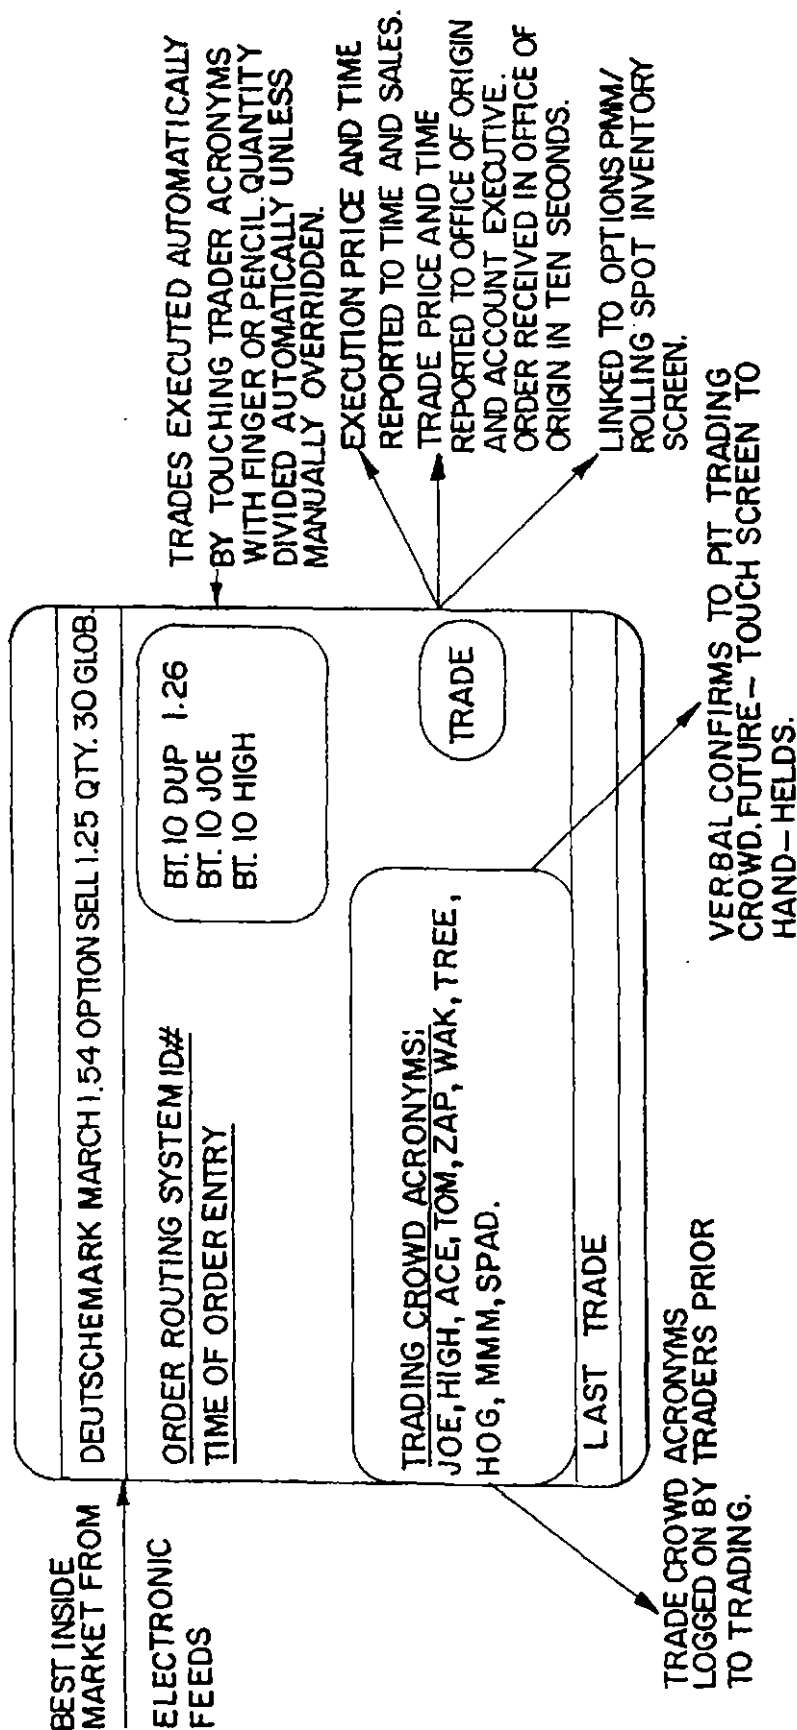 BEST INSIDE
MARKET FROM
ELECTRONIC
FEEDS
DEUTSCHEMARK MARCH 1.54 OPTION SELL 1.25 QTY. 30 GLOB.
ORDER ROUTING SYSTEM ID#
TIME OF ORDER ENTRY
BT. 10 DUP 1.26
BT. 10 JOE
BT. 10 HIGH
TRADING CROWD ACRONYMS:
JOE, HIGH, ACE, TOM, ZAP, WAK, TREE,
HOG, MMM, SPAD.
TRADE
LAST TRADE
TRADES EXECUTED AUTOMATICALLY
BY TOUCHING TRADER ACRONYMS
WITH FINGER OR PENCIL. QUANTITY
DIVIDED AUTOMATICALLY UNLESS
MANUALLY OVERRIDDEN.
EXECUTION PRICE AND TIME
REPORTED TO TIME AND SALES.
TRADE PRICE AND TIME
REPORTED TO OFFICE OF ORIGIN
AND ACCOUNT EXECUTIVE.
ORDER RECEIVED IN OFFICE OF
ORIGIN IN TEN SECONDS.
LINKED TO OPTIONS PMM/
ROLLING SPOT INVENTORY
SCREEN.
TRADE CROWD ACRONYMS
LOGGED ON BY TRADERS PRIOR
TO TRADING.
VERBAL CONFIRMS TO PIT TRADING
CROWD. FUTURE - TOUCH SCREEN TO
HAND-HELDS.